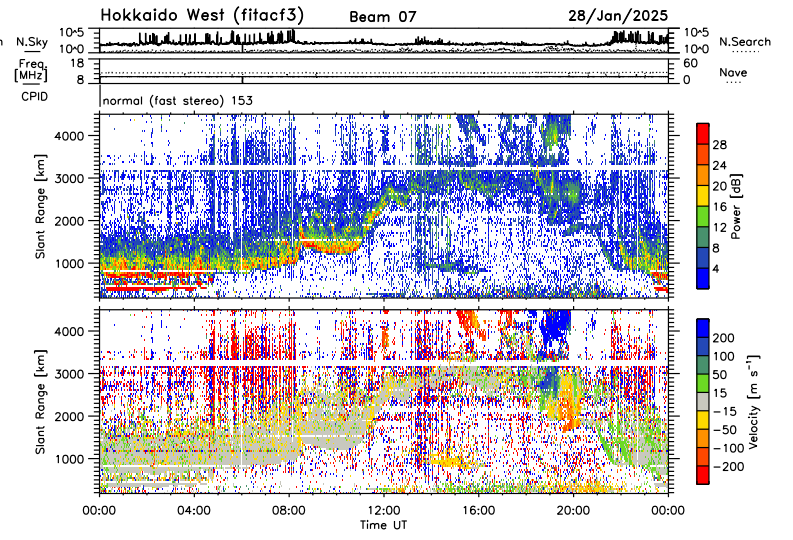 Hokkaido West (fitacf3) Beam 07 28/Jan/2025
N.Sky 10^5 10^5 N.Search
10^0 10^0
Freq. [MHz] 18 60 Nave
8 0
CPID normal (fast stereo) 153
Slant Range [km]
4000
3000
2000
1000
Power [dB]
28
24
20
16
12
8
4
Slant Range [km]
4000
3000
2000
1000
Velocity [m s⁻¹]
200
100
50
15
-15
-50
-100
-200
00:00 04:00 08:00 12:00 16:00 20:00 00:00
Time UT